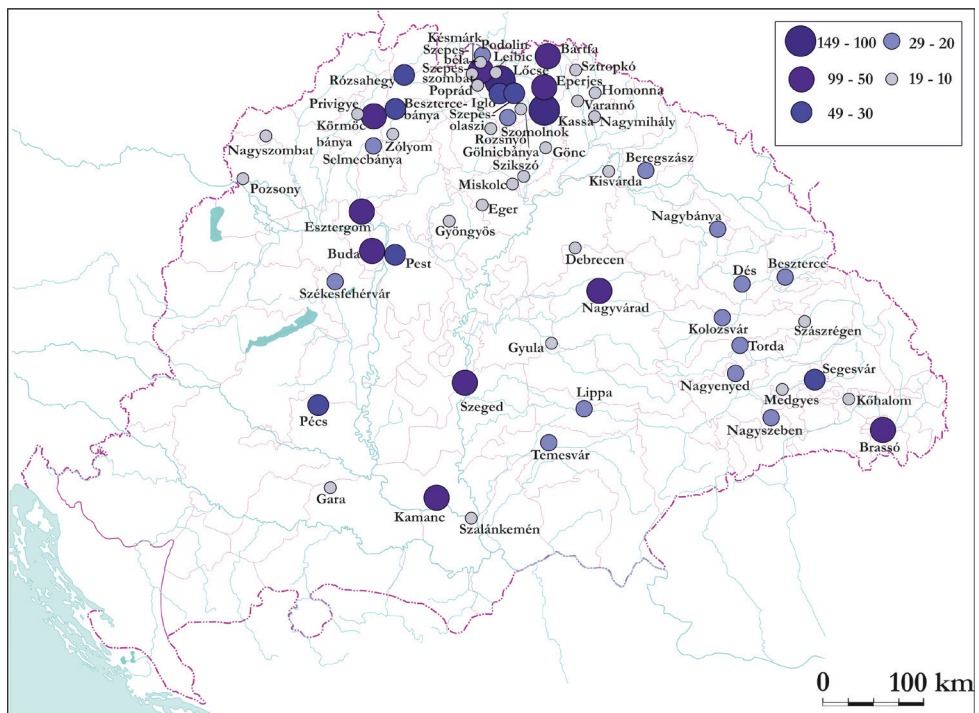 149 - 100
29 - 20
99 - 50
19 - 10
49 - 30
Késmárk
Podolin
Szepes-
béla
Leibic
Bártfa
Szepes-
szombat
Lőcse
Sztropkó
Rózsahegy
Poprád
Eperjes
Homonna
Privigye
Besztercе-
bánya
Igló
Varannó
Körmöc
bánya
Szepes-
olaszi
Kassa
Nagymihály
Szomolnok
Nagyszombat
Zólyom
Rozsnyó
Selmecbánya
Gölnicbánya
Gönc
Szikszó
Beregszász
Pozsony
Miskolc
Kisvárda
Eger
Esztergom
Gyöngyös
Nagybánya
Buda
Pest
Debrecen
Dés
Beszterce
Székesfehérvár
Nagyvárad
Kolozsvár
Szászrégen
Gyula
Torda
Segesvár
Nagyenyed
Szeged
Lippa
Medgyes
Kőhalom
Pécs
Nagyszeben
Temesvár
Brassó
Gara
Kamanc
Szalánkemén
0 100 km